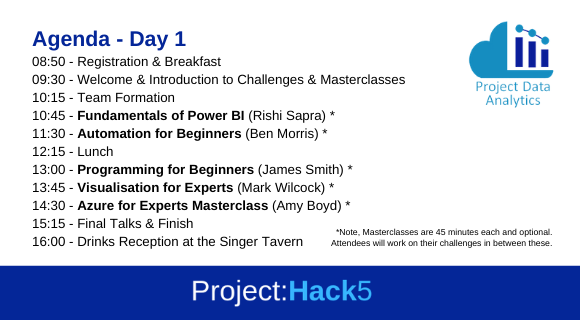 Agenda - Day 1
08:50 - Registration & Breakfast
09:30 - Welcome & Introduction to Challenges & Masterclasses
10:15 - Team Formation
10:45 - Fundamentals of Power BI (Rishi Sapra) *
11:30 - Automation for Beginners (Ben Morris) *
12:15 - Lunch
13:00 - Programming for Beginners (James Smith) *
13:45 - Visualisation for Experts (Mark Wilcock) *
14:30 - Azure for Experts Masterclass (Amy Boyd) *
15:15 - Final Talks & Finish
16:00 - Drinks Reception at the Singer Tavern
Project Data
Analytics
*Note, Masterclasses are 45 minutes each and optional.
Attendees will work on their challenges in between these.
Project:Hack5